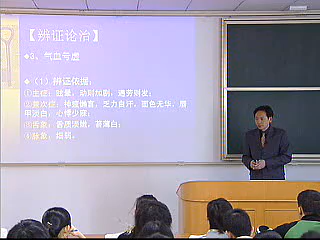 【辨证论治】
◆3、气血亏虚
◆（1）辨证依据：
①主症：眩晕，动则加剧，遇劳则发；
②兼次症：神疲懒言，乏力自汗，面色无华，唇
甲淡白，心悸少寐；
③舌象：舌质淡嫩，苔薄白；
④脉象：细弱。